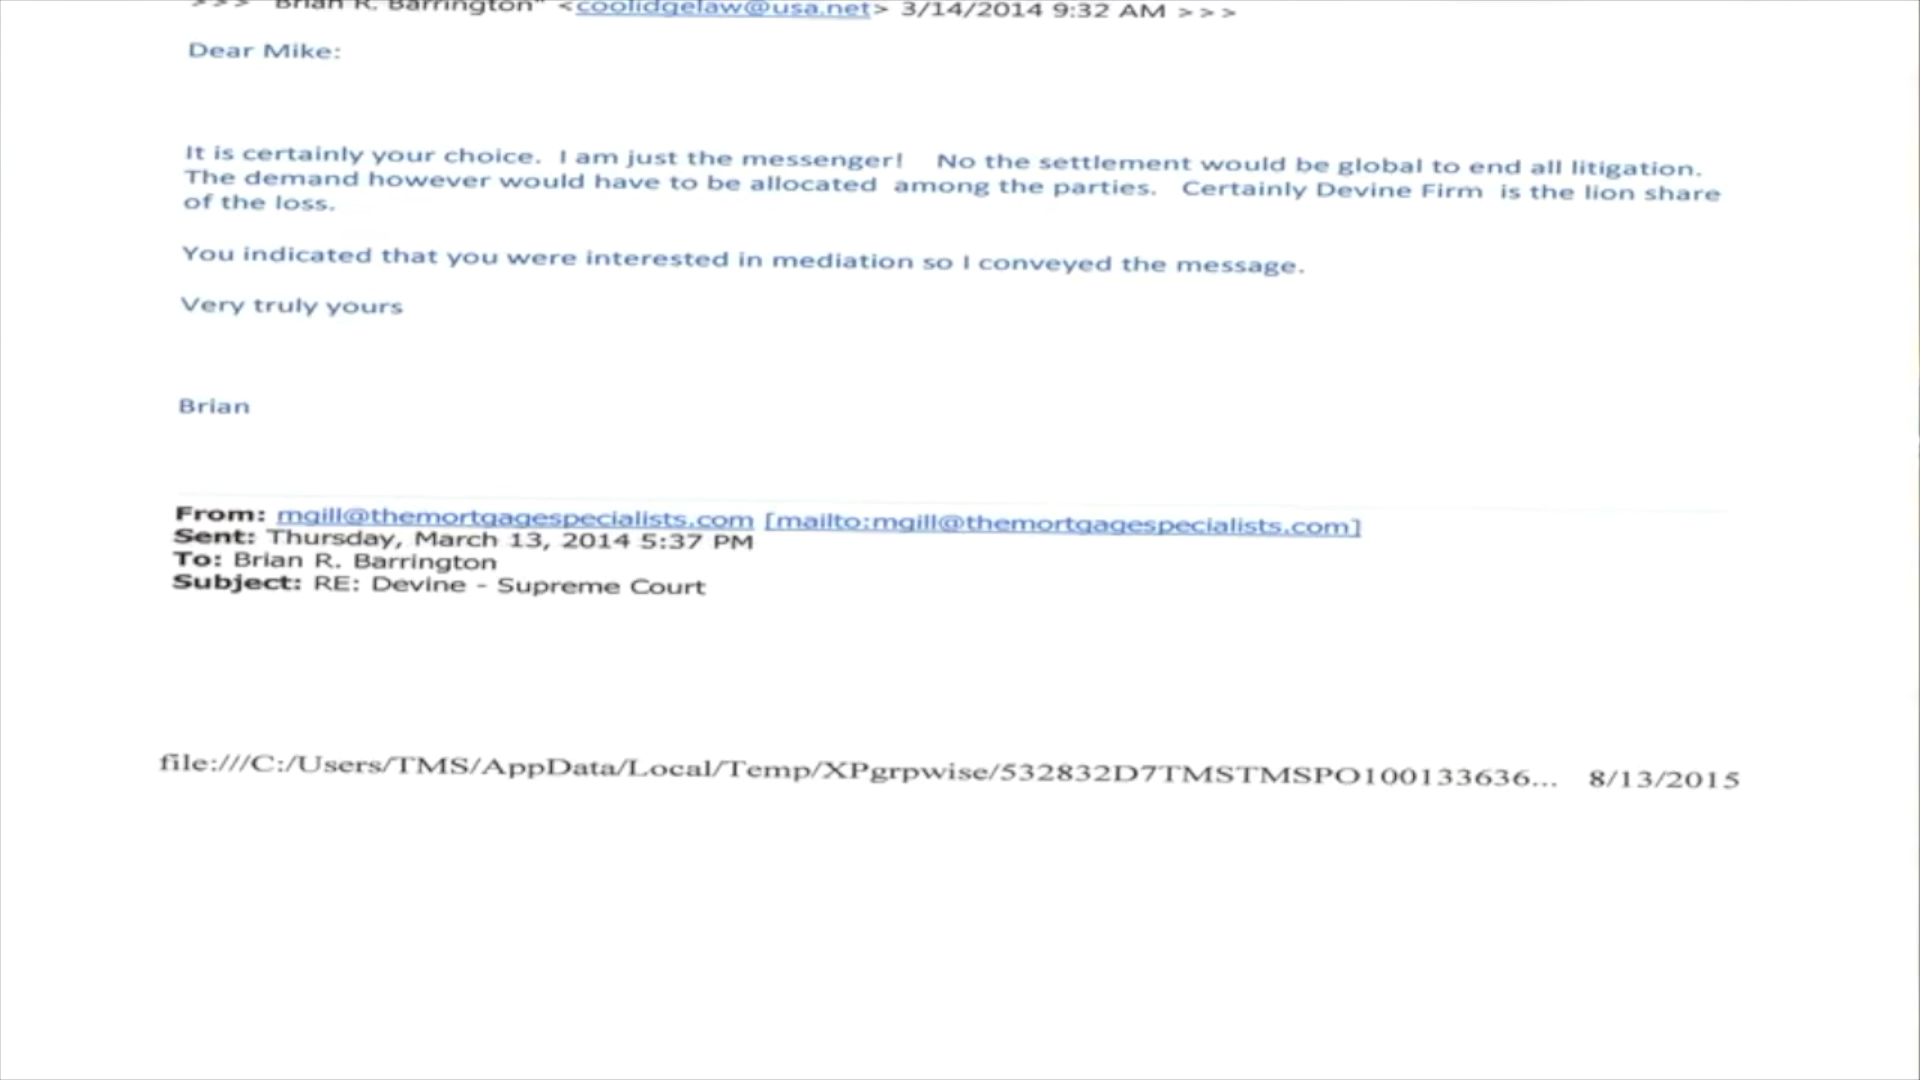 >>> "Brian R. Barrington" <coolidgelaw@usa.net> 3/14/2014 9:32 AM >>>
Dear Mike:
It is certainly your choice. I am just the messenger! No the settlement would be global to end all litigation.
The demand however would have to be allocated among the parties. Certainly Devine Firm is the lion share
of the loss.
You indicated that you were interested in mediation so I conveyed the message.
Very truly yours
Brian
From: mgill@themortgagespecialists.com [mailto:mgill@themortgagespecialists.com]
Sent: Thursday, March 13, 2014 5:37 PM
To: Brian R. Barrington
Subject: RE: Devine - Supreme Court
file:///C:/Users/TMS/AppData/Local/Temp/XPgrpwise/532832D7TMSTMSPO100133636... 8/13/2015